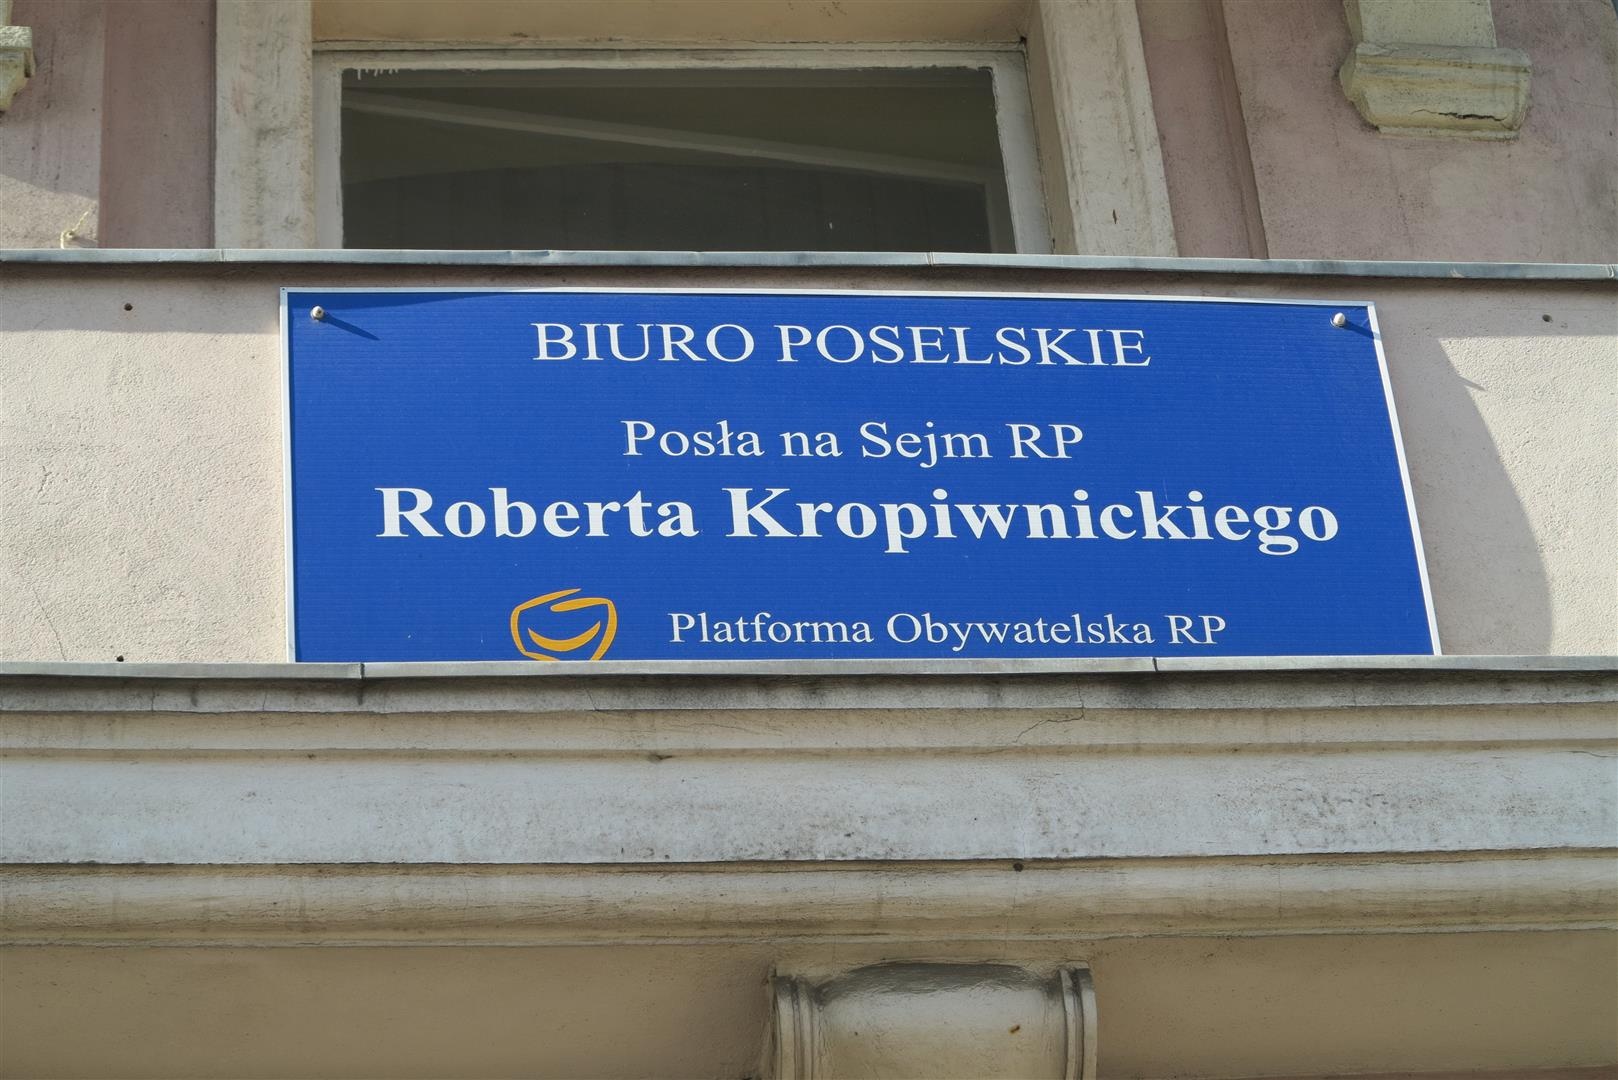 BIURO POSELSKIE
Posła na Sejm RP
Roberta Kropiwnickiego
Platforma Obywatelska RP